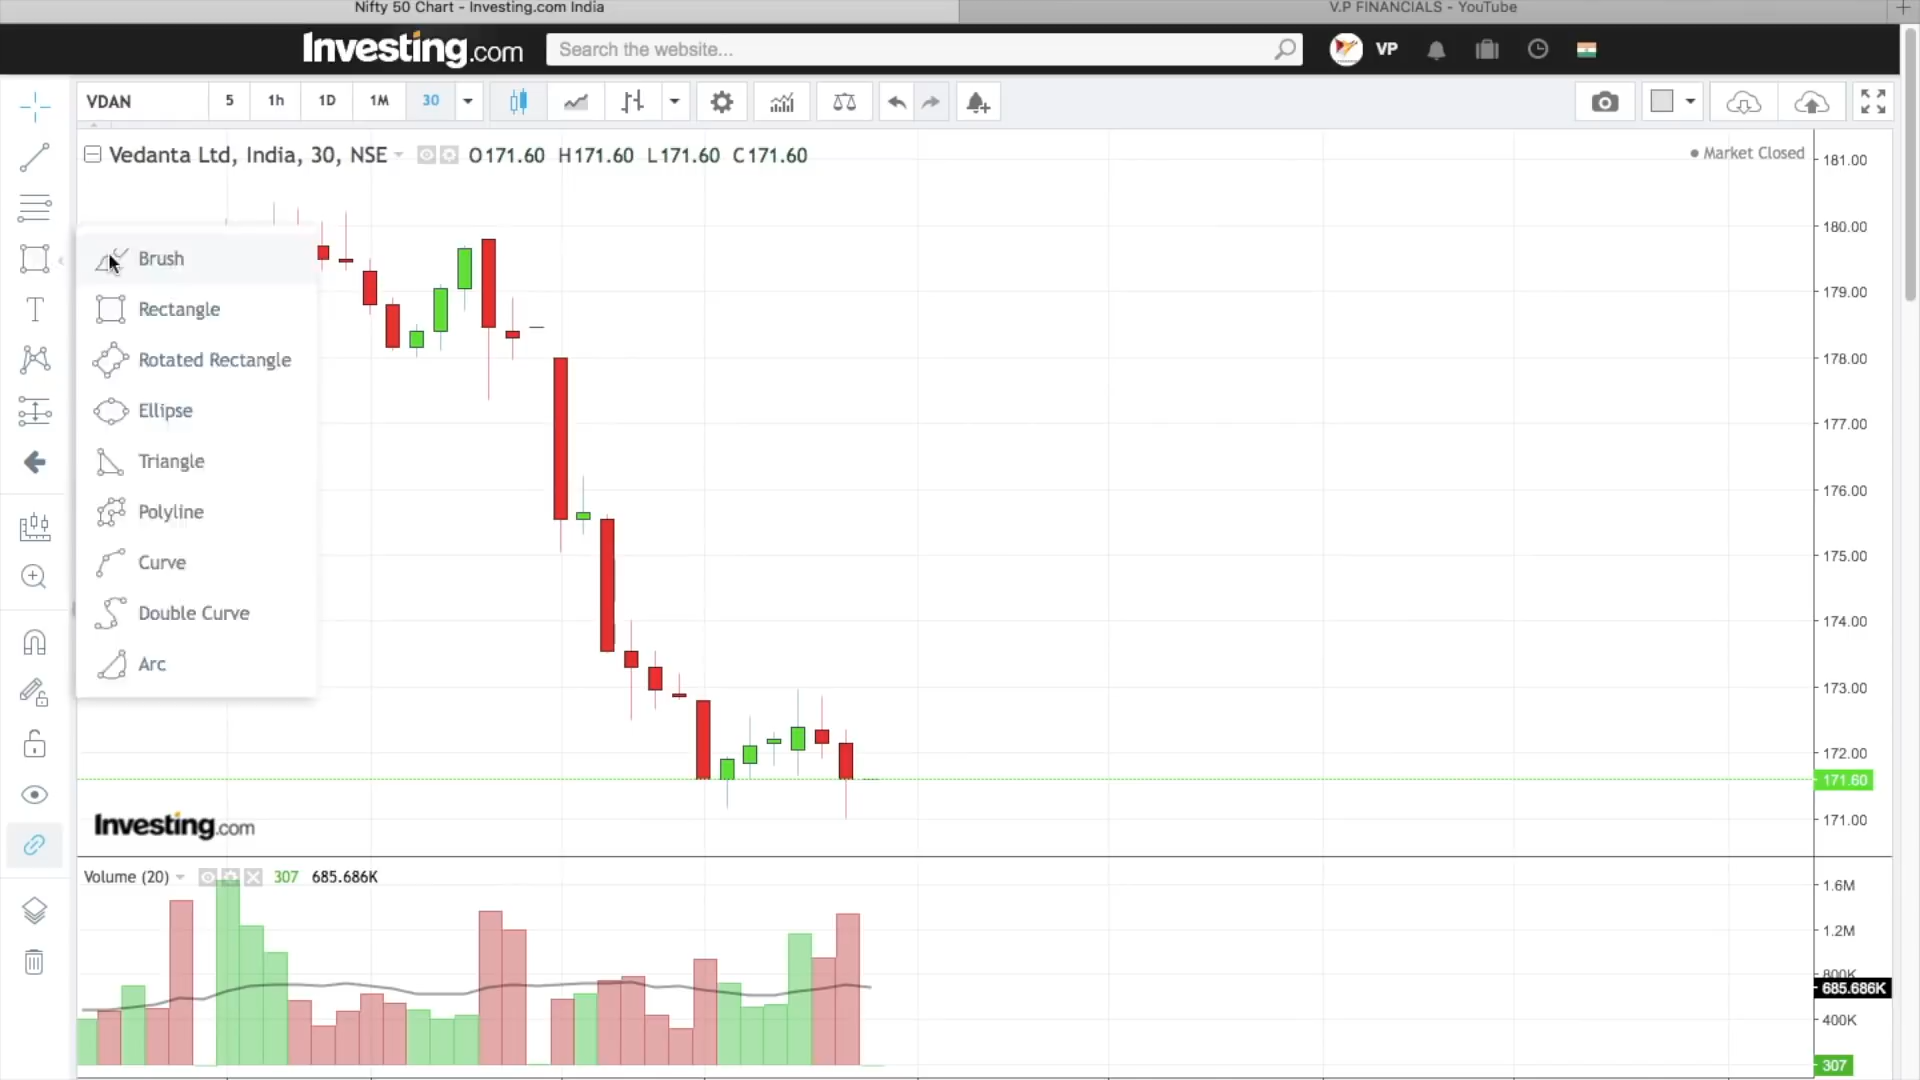 Nifty 50 Chart - Investing.com India
V.P FINANCIALS - YouTube
Investing.com
Search the website...
VP
VDAN
5
1h
1D
1M
30
Vedanta Ltd, India, 30, NSE
O171.60 H171.60 L171.60 C171.60
Market Closed
Brush
Rectangle
Rotated Rectangle
Ellipse
Triangle
Polyline
Curve
Double Curve
Arc
T
181.00
180.00
179.00
178.00
177.00
176.00
175.00
174.00
173.00
172.00
171.60
171.00
Investing.com
Volume (20)
307
685.686K
1.6M
1.2M
800K
685.686K
400K
307